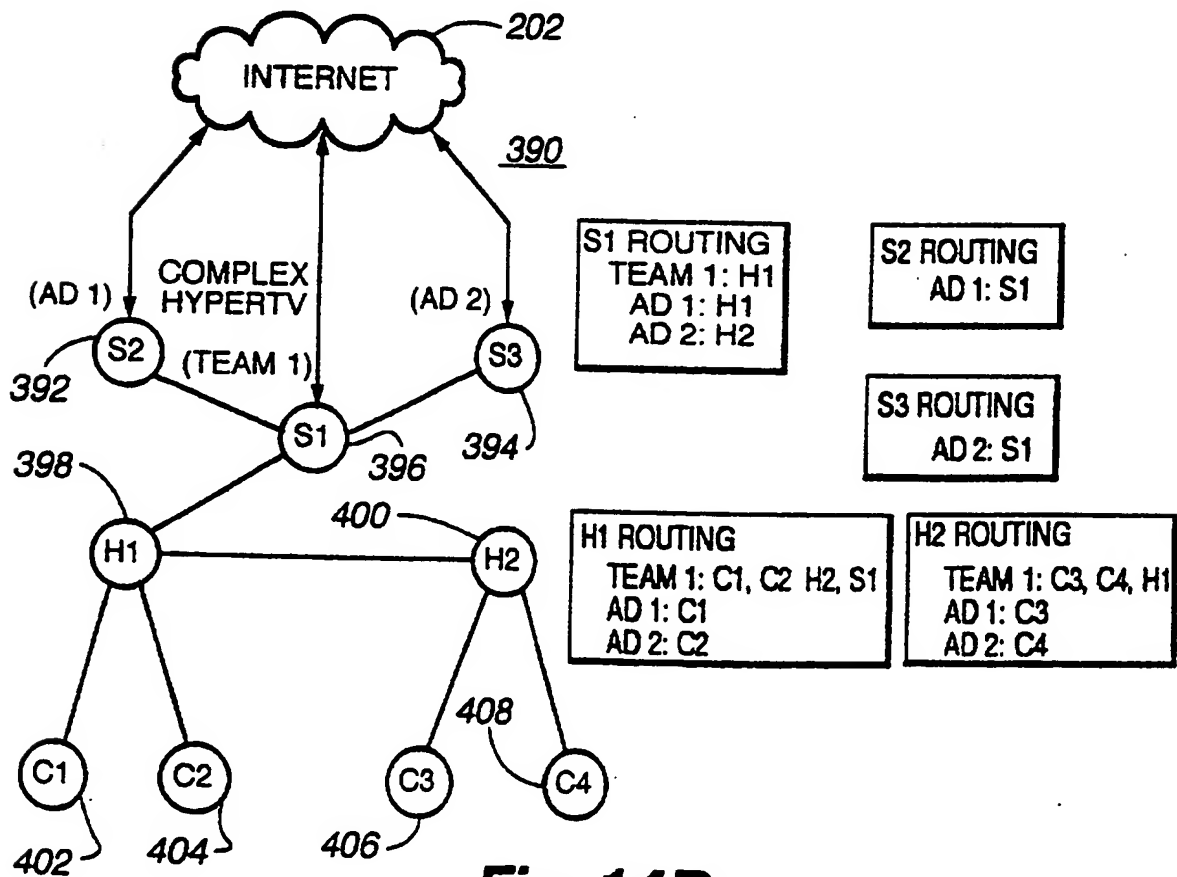 202
INTERNET
390
COMPLEX
HYPERTV
(AD 1)
(AD 2)
(TEAM 1)
S2
S3
S1
392
394
396
398
400
H1
H2
C1
C2
C3
C4
402
404
406
408
S1 ROUTING
TEAM 1: H1
AD 1: H1
AD 2: H2
S2 ROUTING
AD 1: S1
S3 ROUTING
AD 2: S1
H1 ROUTING
TEAM 1: C1, C2 H2, S1
AD 1: C1
AD 2: C2
H2 ROUTING
TEAM 1: C3, C4, H1
AD 1: C3
AD 2: C4